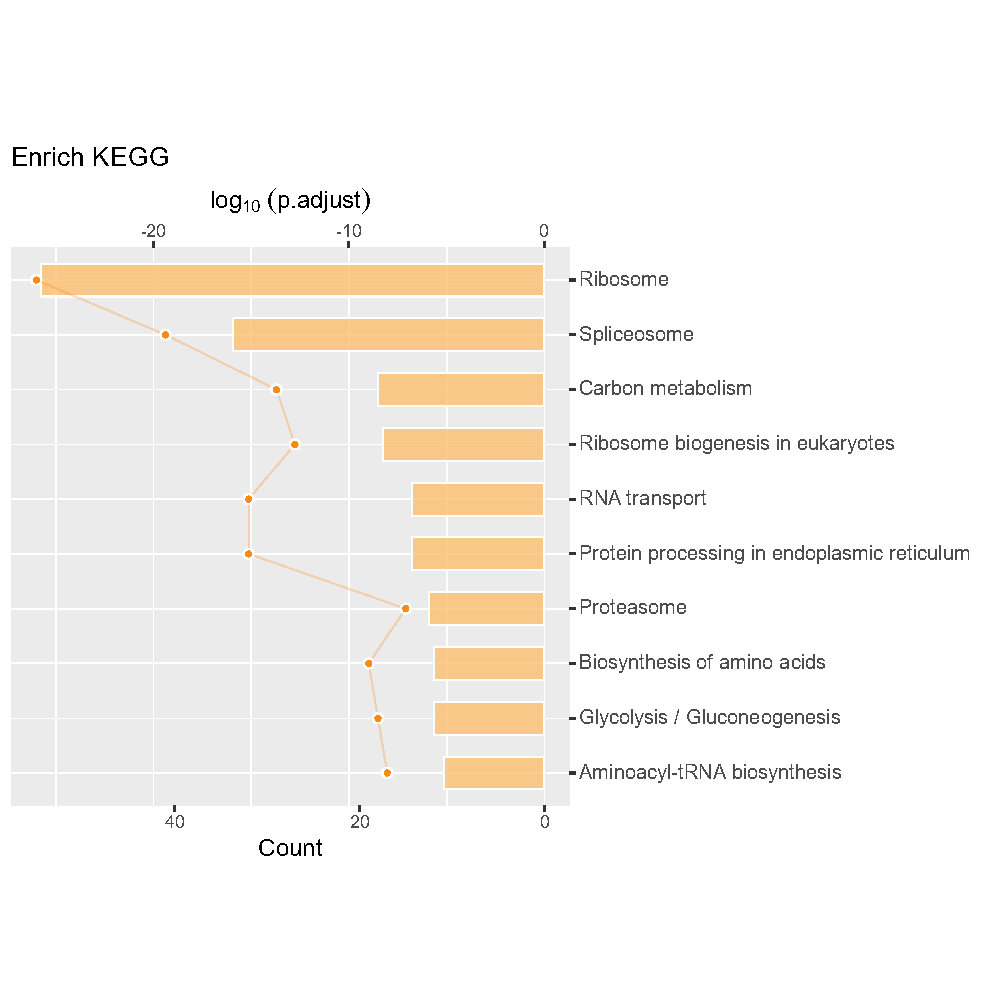 Enrich KEGG
log10 (p.adjust)
-20 -10 0
Ribosome
Spliceosome
Carbon metabolism
Ribosome biogenesis in eukaryotes
RNA transport
Protein processing in endoplasmic reticulum
Proteasome
Biosynthesis of amino acids
Glycolysis / Gluconeogenesis
Aminoacyl-tRNA biosynthesis
40 20 0
Count